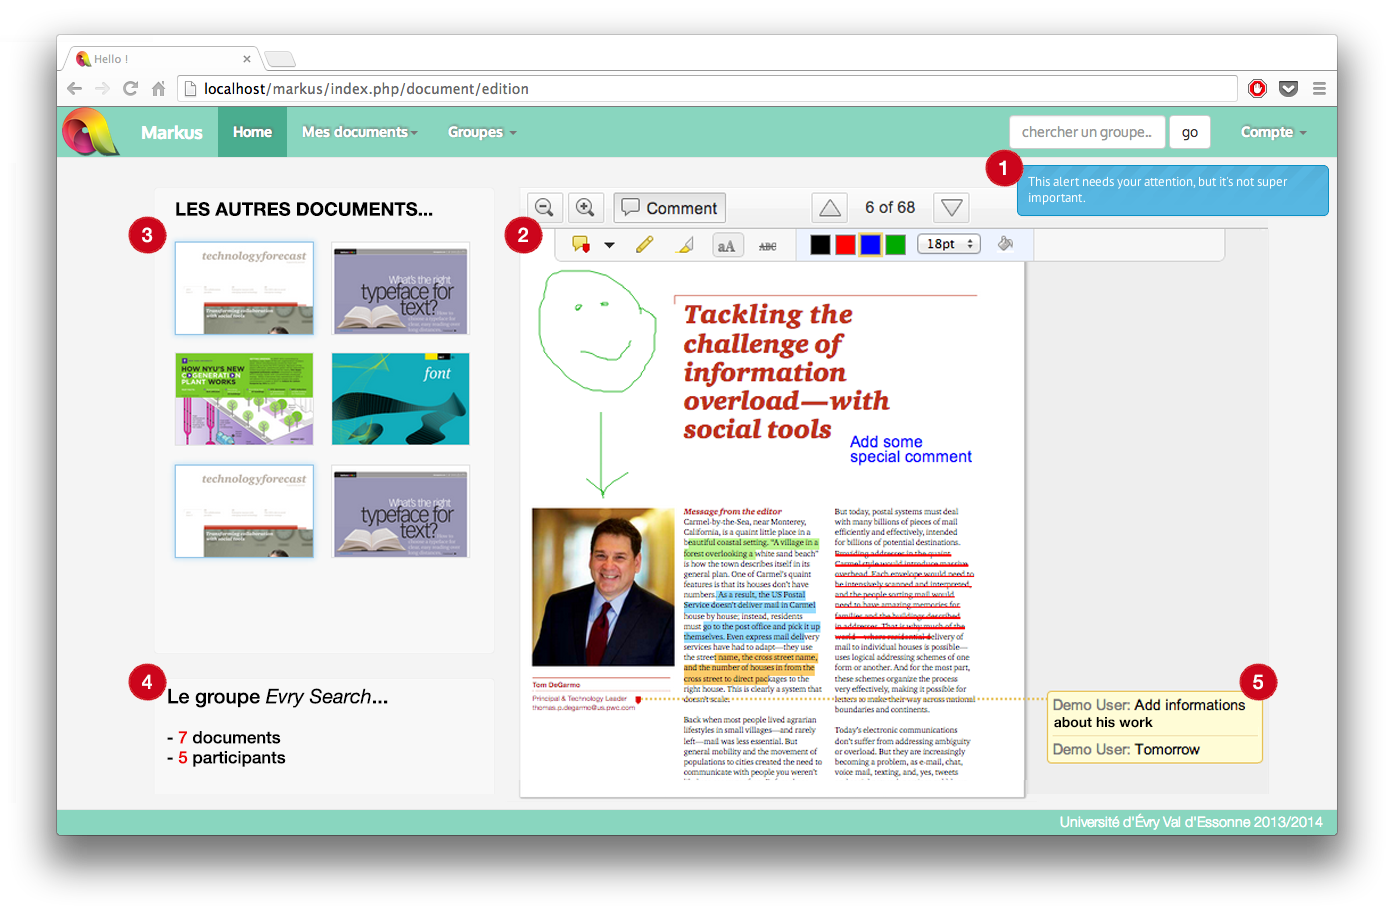 Hello !
localhost/markus/index.php/document/edition
Markus
Home
Mes documents
Groupes
chercher un groupe..
go
Compte
1
This alert needs your attention, but it's not super
important.
3
LES AUTRES DOCUMENTS...
technologyforecast
Transforming collaboration
with social tools
What's the right
typeface for
text?
HOW NYU'S NEW
COGENERATION
PLANT WORKS
font
technologyforecast
Transforming collaboration
with social tools
What's the right
typeface for
text?
4
Le groupe Evry Search...
- 7 documents
- 5 participants
2
Comment
6 of 68
aA
ABC
18pt
Tackling the
challenge of
information
overload—with
social tools
Add some
special comment
Tom DeGarmo
Principal & Technology Leader
thomas.p.degarmo@us.pwc.com
Message from the editor
Carmel-by-the-Sea, near Monterey,
California, is a quaint little place in a
beautiful coastal setting. "A village in a
forest overlooking a white sand beach"
is how the town describes itself in its
general plan. One of Carmel's quaint
features is that its houses don't have
numbers. As a result, the US Postal
Service doesn't deliver mail in Carmel
house by house; instead, residents
must go to the post office and pick it up
themselves. Even express mail delivery
services have had to adapt—they use
the street name, the cross street name,
and the number of houses in from the
cross street to direct packages to the
right house. This is clearly a system that
doesn't scale.
Back when most people lived agrarian
lifestyles in small villages—and rarely
left—mail was less essential. But
general mobility and the movement of
populations to cities created the need to
communicate with people you weren't
But today, postal systems must deal
with many billions of pieces of mail
efficiently and effectively, intended
for billions of potential destinations.
Providing addresses in the quaint
Carmel style would introduce massive
overhead. Each envelope would need to
be intensively scanned and interpreted,
and the people sorting mail would
need to have amazing memories for
families and the buildings described
in addresses. That is why much of the
world—where residential delivery of
mail to individual houses is possible—
uses logical addressing schemes of one
form or another. And for the most part,
these schemes organize the process
very effectively, making it possible for
letters to make their way across national
boundaries and continents.
Today's electronic communications
don't suffer from addressing ambiguity
or overload. But they are increasingly
becoming a problem, as e-mail, chat,
voice mail, texting, and, yes, tweets
5
Demo User: Add informations
about his work
Demo User: Tomorrow
Université d'Évry Val d'Essonne 2013/2014